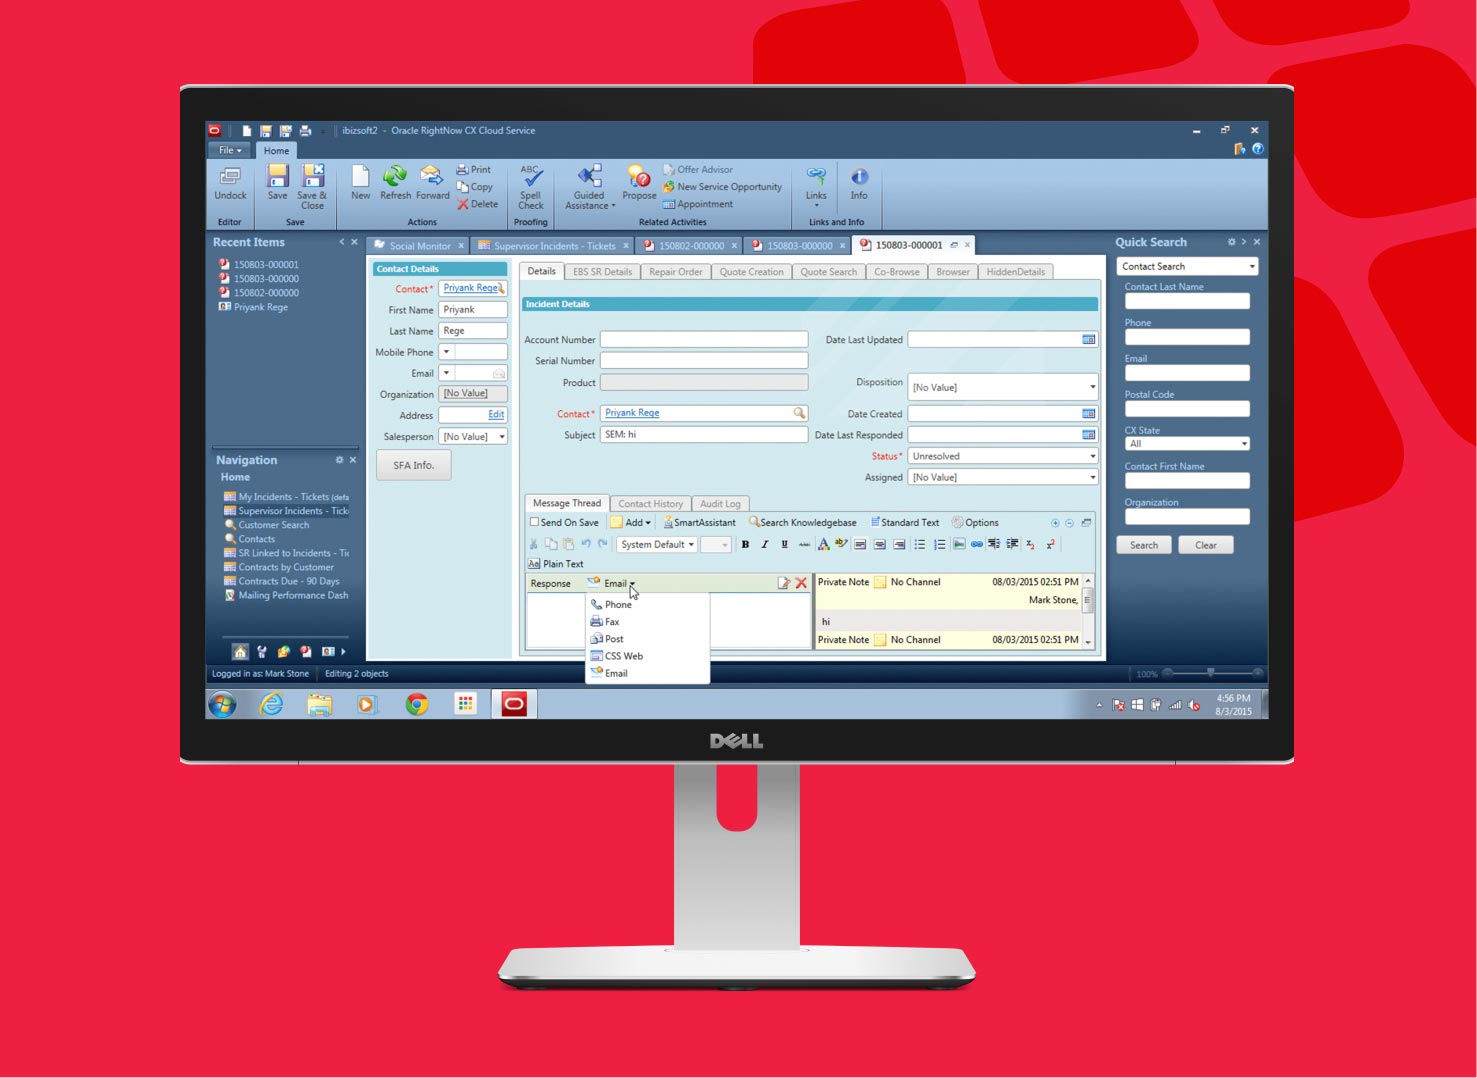 ibizsoft2 - Oracle RightNow CX Cloud Service
File
Home
Undock
Save
Save & Close
New
Refresh
Forward
Print
Copy
Delete
ABC
Spell Check
Guided Assistance
Propose
Offer Advisor
New Service Opportunity
Appointment
Links
Info
Editor
Save
Actions
Proofing
Related Activities
Links and Info
Recent Items
150803-000001
150803-000000
150802-000000
Priyank Rege
Navigation
Home
My Incidents - Tickets (defa
Supervisor Incidents - Ticke
Customer Search
Contacts
SR Linked to Incidents - Tic
Contracts by Customer
Contracts Due - 90 Days
Mailing Performance Dash
Social Monitor
Supervisor Incidents - Tickets
150802-000000
150803-000000
150803-000001
Contact Details
Contact* Priyank Rege
First Name Priyank
Last Name Rege
Mobile Phone
Email
Organization [No Value]
Address Edit
Salesperson [No Value]
SFA Info.
Details
EBS SR Details
Repair Order
Quote Creation
Quote Search
Co-Browse
Browser
HiddenDetails
Incident Details
Account Number
Serial Number
Product
Contact* Priyank Rege
Subject SEM: hi
Date Last Updated
Disposition [No Value]
Date Created
Date Last Responded
Status* Unresolved
Assigned [No Value]
Message Thread
Contact History
Audit Log
Send On Save
Add
SmartAssistant
Search Knowledgebase
Standard Text
Options
System Default
B I U
Plain Text
Response
Email
Phone
Fax
Post
CSS Web
Email
Private Note No Channel 08/03/2015 02:51 PM
Mark Stone,
hi
Private Note No Channel 08/03/2015 02:51 PM
Quick Search
Contact Search
Contact Last Name
Phone
Email
Postal Code
CX State
All
Contact First Name
Organization
Search
Clear
Logged in as: Mark Stone
Editing 2 objects
100%
4:56 PM
8/3/2015
DELL